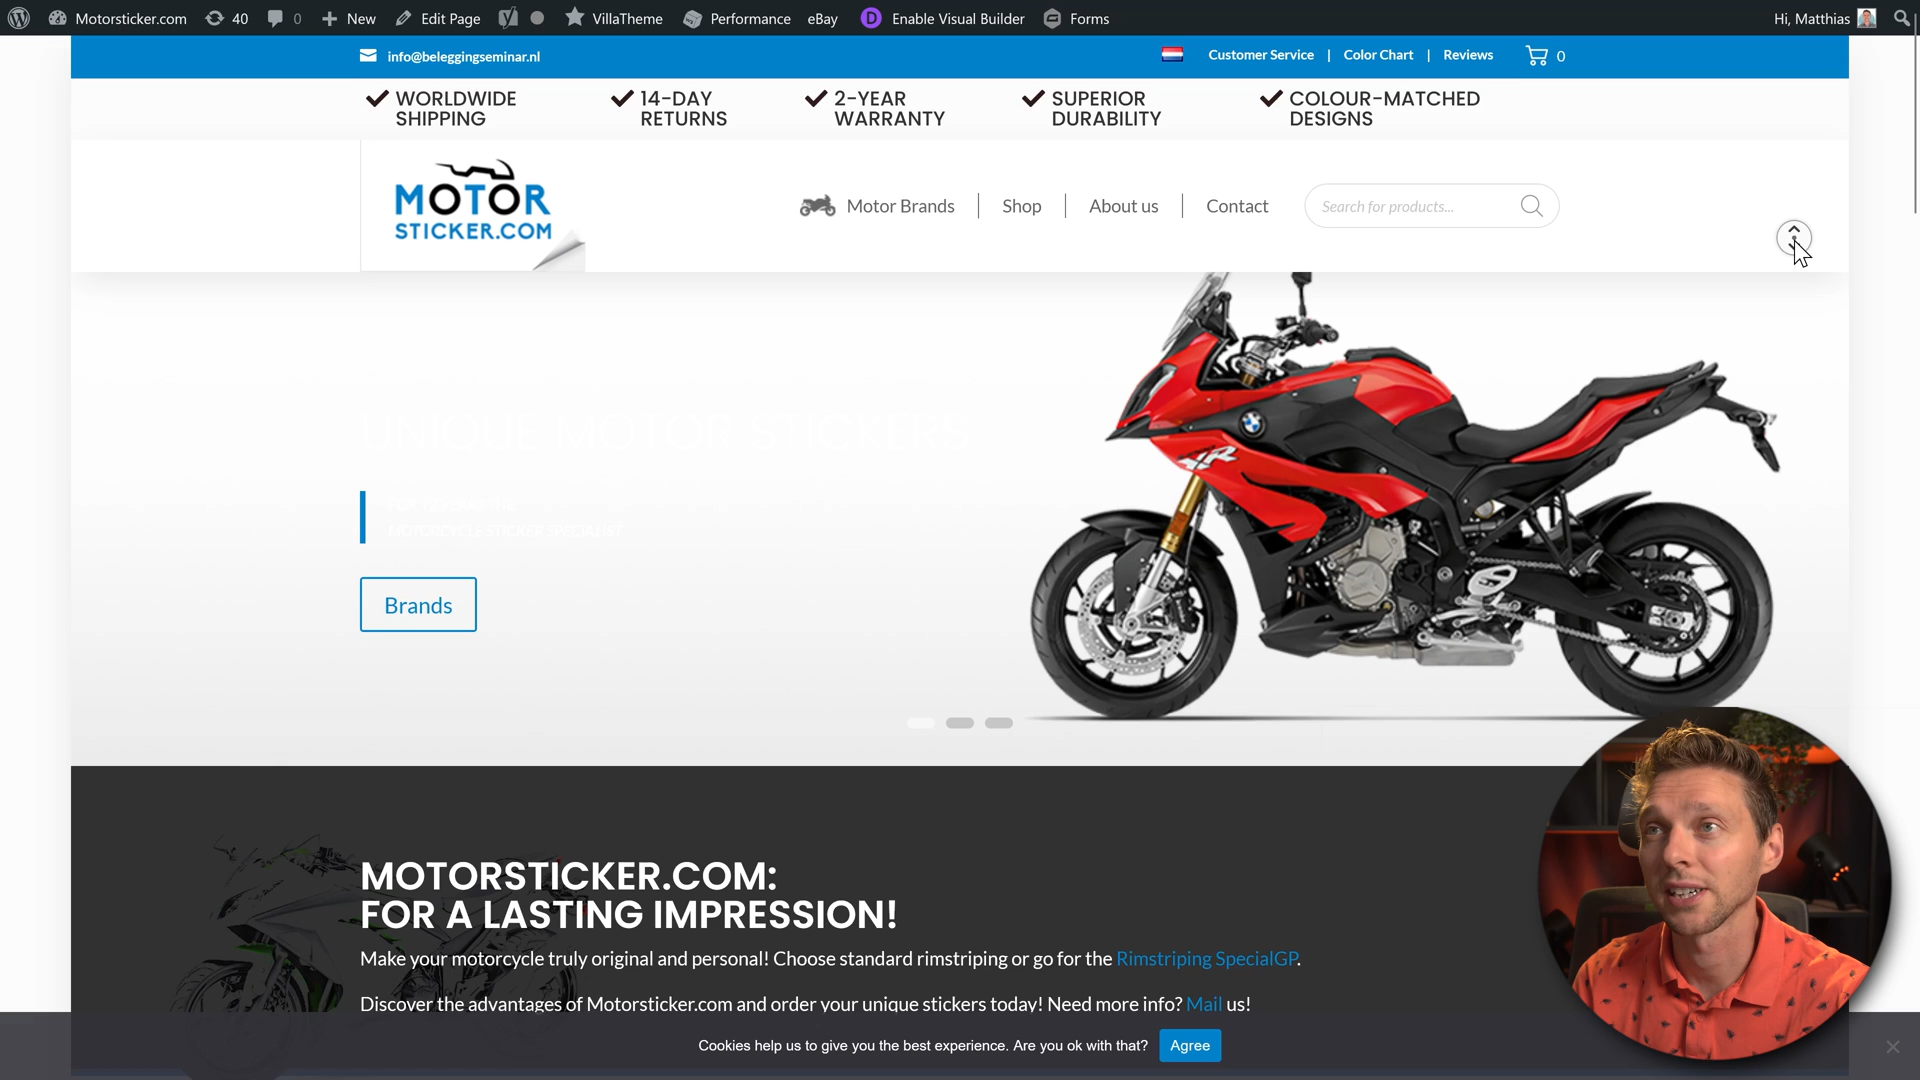 Motorsticker.com 40 0 New Edit Page VillaTheme Performance eBay D Enable Visual Builder Forms Hi, Matthias
info@beleggingseminar.nl Customer Service | Color Chart | Reviews 0
WORLDWIDE SHIPPING
14-DAY RETURNS
2-YEAR WARRANTY
SUPERIOR DURABILITY
COLOUR-MATCHED DESIGNS
MOTOR
STICKER.COM
Motor Brands Shop About us Contact Search for products...
UNIQUE MOTOR STICKERS
MOTORCYCLE STICKER SPECIALIST
Brands
XR
MOTORSTICKER.COM:
FOR A LASTING IMPRESSION!
Make your motorcycle truly original and personal! Choose standard rimstriping or go for the Rimstriping SpecialGP.
Discover the advantages of Motorsticker.com and order your unique stickers today! Need more info? Mail us!
Cookies help us to give you the best experience. Are you ok with that? Agree